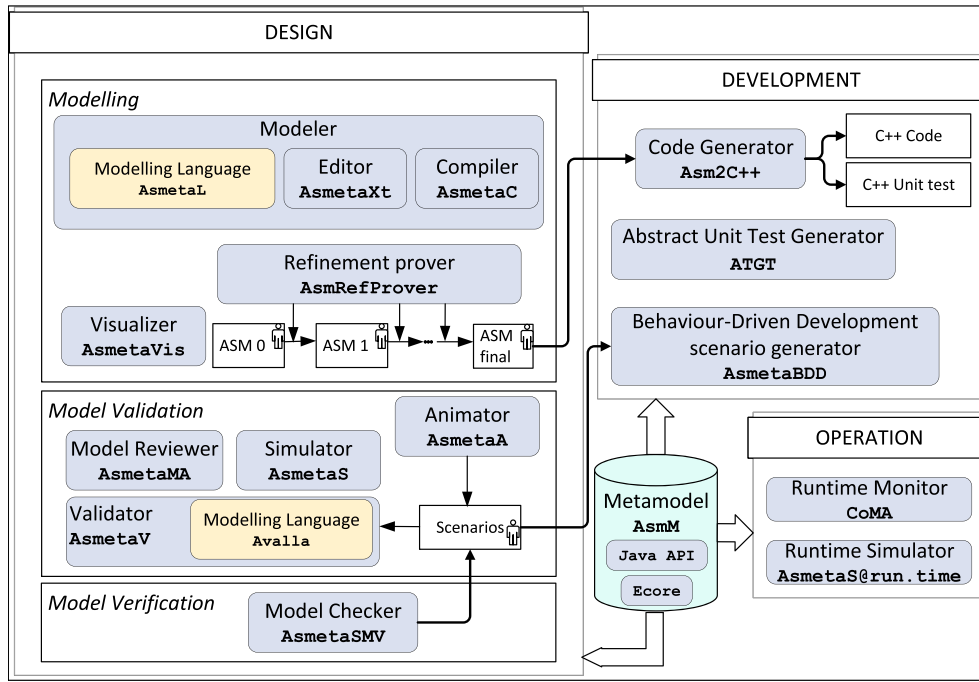 DESIGN
Modelling
Modeler
Modelling Language
AsmetaL
Editor
AsmetaXt
Compiler
AsmetaC
Refinement prover
AsmRefProver
Visualizer
AsmetaVis
ASM 0
ASM 1
...
ASM
final
Model Validation
Animator
AsmetaA
Model Reviewer
AsmetaMA
Simulator
AsmetaS
Validator
AsmetaV
Modelling Language
Avalla
Scenarios
Model Verification
Model Checker
AsmetaSMV
DEVELOPMENT
Code Generator
Asm2C++
C++ Code
C++ Unit test
Abstract Unit Test Generator
ATGT
Behaviour-Driven Development
scenario generator
AsmetaBDD
Metamodel
AsmM
Java API
Ecore
OPERATION
Runtime Monitor
CoMA
Runtime Simulator
AsmetaS@run.time